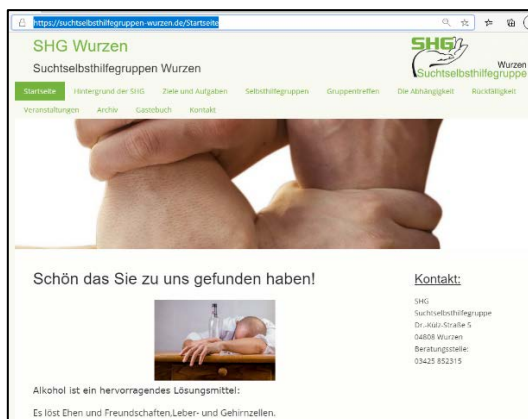 https://suchtselbsthilfegruppen-wurzen.de/Startseite
SHG Wurzen
Suchtselbsthilfegruppen Wurzen
SHG
Wurzen
Suchtselbsthilfegruppe
Startseite Hintergrund der SHG Ziele und Aufgaben Selbsthilfegruppen Gruppentreffen Die Abhängigkeit Rückfälligkeit
Veranstaltungen Archiv Gästebuch Kontakt
Schön das Sie zu uns gefunden haben!
Kontakt:
SHG
Suchtselbsthilfegruppe
Dr.-Külz-Straße 5
04808 Wurzen
Beratungsstelle:
03425 852315
Alkohol ist ein hervorragendes Lösungsmittel:
Es löst Ehen und Freundschaften,Leber- und Gehirnzellen.